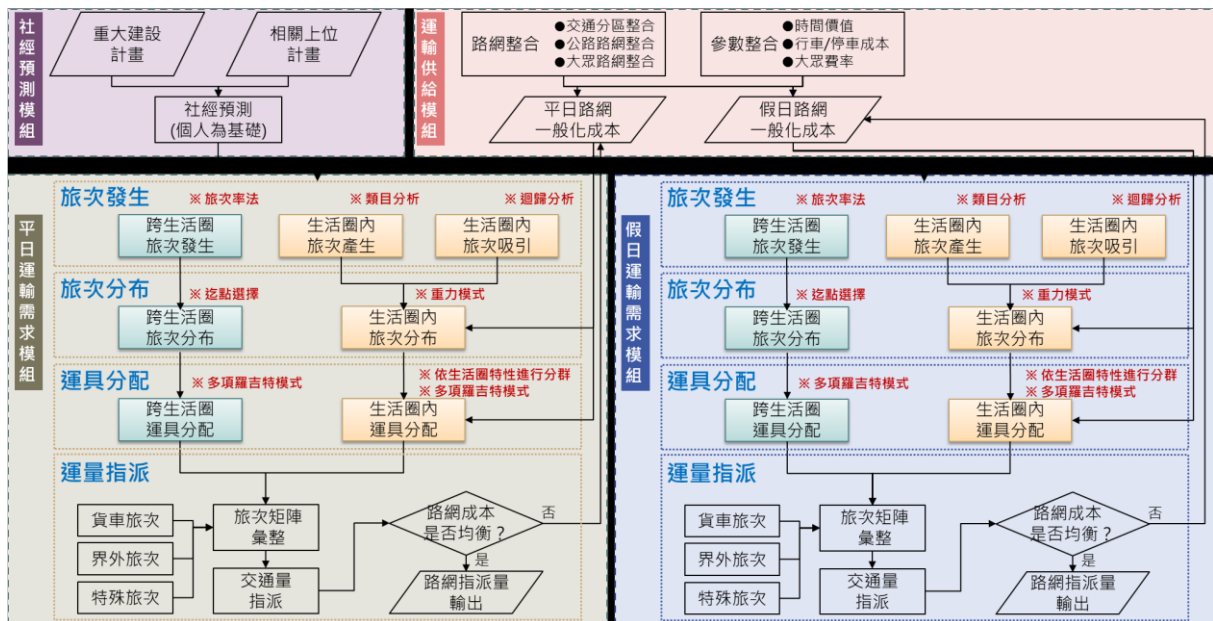 社經預測模組
重大建設
計畫
相關上位
計畫
社經預測
(個人為基礎)
運輸供給模組
路網整合
●交通分區整合
●公路路網整合
●大眾路網整合
參數整合
●時間價值
●行車/停車成本
●大眾費率
平日路網
一般化成本
假日路網
一般化成本
平日運輸需求模組
旅次發生
※ 旅次率法
※ 類目分析
※ 迴歸分析
跨生活圈
旅次發生
生活圈內
旅次產生
生活圈內
旅次吸引
旅次分布
※ 迄點選擇
※ 重力模式
跨生活圈
旅次分布
生活圈內
旅次分布
運具分配
※ 多項羅吉特模式
※ 依生活圈特性進行分群
※ 多項羅吉特模式
跨生活圈
運具分配
生活圈內
運具分配
運量指派
貨車旅次
界外旅次
特殊旅次
旅次矩陣
彙整
交通量
指派
路網成本
是否均衡？
否
是
路網指派量
輸出
假日運輸需求模組
旅次發生
※ 旅次率法
※ 類目分析
※ 迴歸分析
跨生活圈
旅次發生
生活圈內
旅次產生
生活圈內
旅次吸引
旅次分布
※ 迄點選擇
※ 重力模式
跨生活圈
旅次分布
生活圈內
旅次分布
運具分配
※ 多項羅吉特模式
※ 依生活圈特性進行分群
※ 多項羅吉特模式
跨生活圈
運具分配
生活圈內
運具分配
運量指派
貨車旅次
界外旅次
特殊旅次
旅次矩陣
彙整
交通量
指派
路網成本
是否均衡？
否
是
路網指派量
輸出